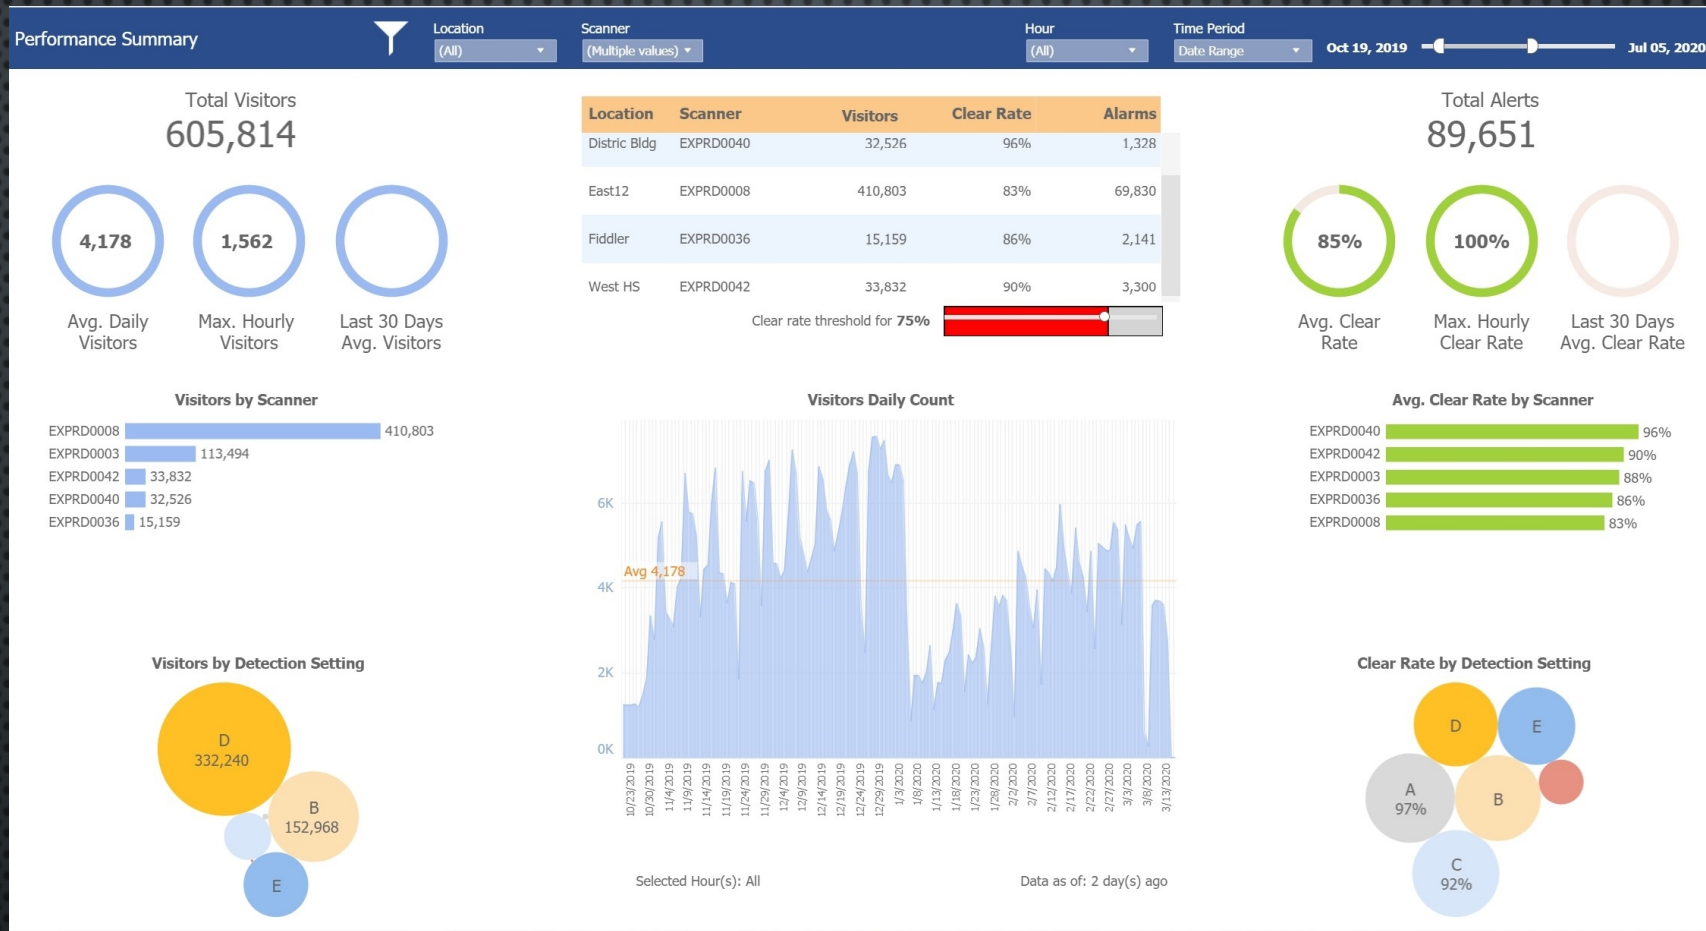 Performance Summary
Location
(All)
Scanner
(Multiple values)
Hour
(All)
Time Period
Date Range
Oct 19, 2019
Jul 05, 2020
Total Visitors
605,814
4,178
1,562
Avg. Daily
Visitors
Max. Hourly
Visitors
Last 30 Days
Avg. Visitors
Location Scanner Visitors Clear Rate Alarms
Distric Bldg EXPRD0040 32,526 96% 1,328
East12 EXPRD0008 410,803 83% 69,830
Fiddler EXPRD0036 15,159 86% 2,141
West HS EXPRD0042 33,832 90% 3,300
Clear rate threshold for 75%
Total Alerts
89,651
85%
100%
Avg. Clear
Rate
Max. Hourly
Clear Rate
Last 30 Days
Avg. Clear Rate
Visitors by Scanner
EXPRD0008 410,803
EXPRD0003 113,494
EXPRD0042 33,832
EXPRD0040 32,526
EXPRD0036 15,159
Visitors Daily Count
6K
Avg 4,178
4K
2K
0K
10/23/2019
10/30/2019
11/4/2019
11/9/2019
11/14/2019
11/19/2019
11/24/2019
11/29/2019
12/4/2019
12/9/2019
12/14/2019
12/19/2019
12/24/2019
12/29/2019
1/3/2020
1/8/2020
1/13/2020
1/18/2020
1/23/2020
1/28/2020
2/2/2020
2/7/2020
2/12/2020
2/17/2020
2/22/2020
2/27/2020
3/3/2020
3/8/2020
3/13/2020
Selected Hour(s): All
Data as of: 2 day(s) ago
Avg. Clear Rate by Scanner
EXPRD0040 96%
EXPRD0042 90%
EXPRD0003 88%
EXPRD0036 86%
EXPRD0008 83%
Visitors by Detection Setting
D
332,240
B
152,968
E
Clear Rate by Detection Setting
D
E
A
97%
B
C
92%